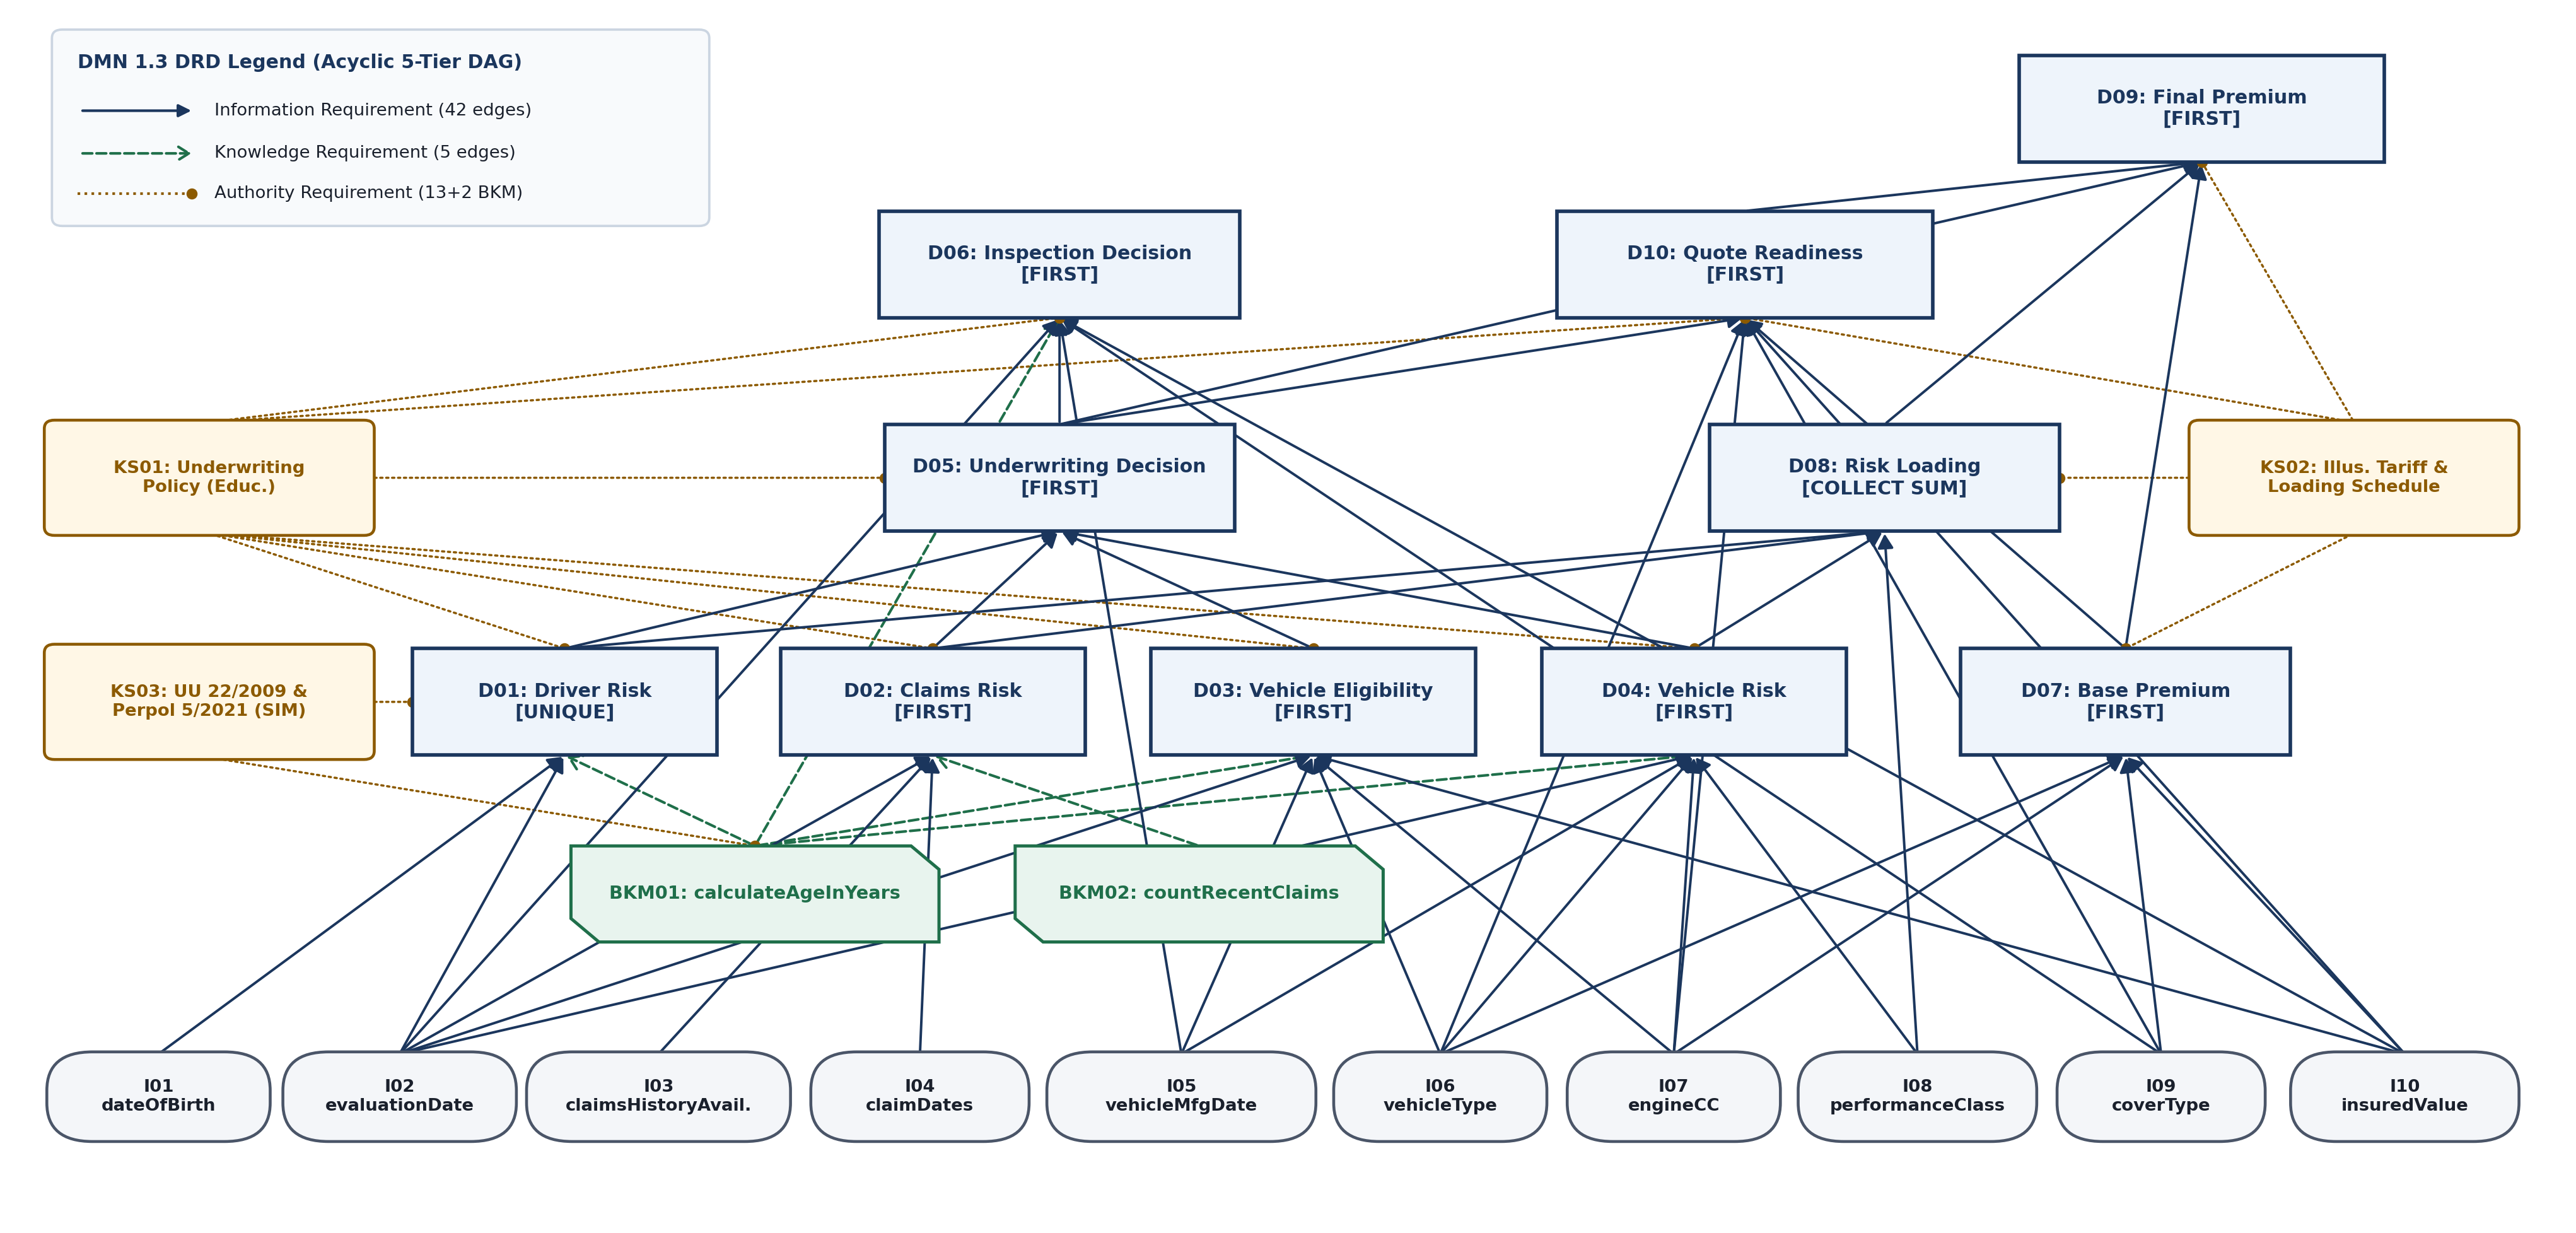 DMN 1.3 DRD Legend (Acyclic 5-Tier DAG)
Information Requirement (42 edges)
Knowledge Requirement (5 edges)
Authority Requirement (13+2 BKM)
D09: Final Premium
[FIRST]
D06: Inspection Decision
[FIRST]
D10: Quote Readiness
[FIRST]
KS01: Underwriting
Policy (Educ.)
D05: Underwriting Decision
[FIRST]
D08: Risk Loading
[COLLECT SUM]
KS02: Illus. Tariff &
Loading Schedule
KS03: UU 22/2009 &
Perpol 5/2021 (SIM)
D01: Driver Risk
[UNIQUE]
D02: Claims Risk
[FIRST]
D03: Vehicle Eligibility
[FIRST]
D04: Vehicle Risk
[FIRST]
D07: Base Premium
[FIRST]
BKM01: calculateAgeInYears
BKM02: countRecentClaims
I01
dateOfBirth
I02
evaluationDate
I03
claimsHistoryAvail.
I04
claimDates
I05
vehicleMfgDate
I06
vehicleType
I07
engineCC
I08
performanceClass
I09
coverType
I10
insuredValue